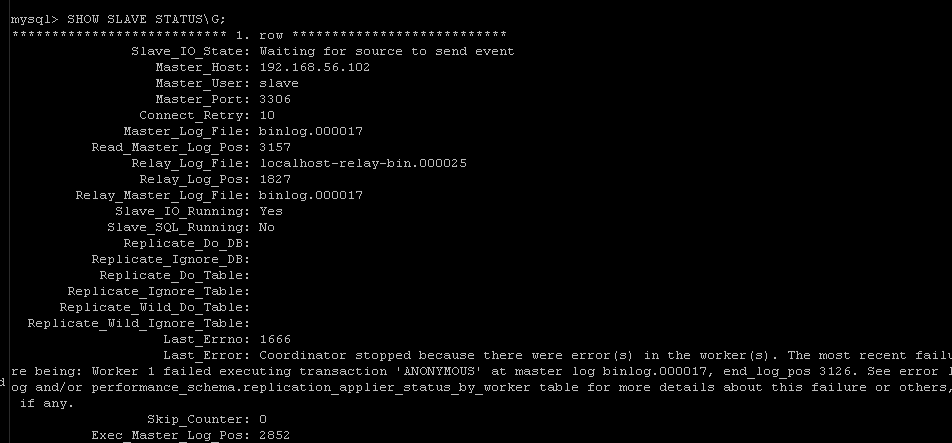 mysql> SHOW SLAVE STATUS\G;
*************************** 1. row ***************************
Slave_IO_State: Waiting for source to send event
Master_Host: 192.168.56.102
Master_User: slave
Master_Port: 3306
Connect_Retry: 10
Master_Log_File: binlog.000017
Read_Master_Log_Pos: 3157
Relay_Log_File: localhost-relay-bin.000025
Relay_Log_Pos: 1827
Relay_Master_Log_File: binlog.000017
Slave_IO_Running: Yes
Slave_SQL_Running: No
Replicate_Do_DB:
Replicate_Ignore_DB:
Replicate_Do_Table:
Replicate_Ignore_Table:
Replicate_Wild_Do_Table:
Replicate_Wild_Ignore_Table:
Last_Errno: 1666
Last_Error: Coordinator stopped because there were error(s) in the worker(s). The most recent failu
re being: Worker 1 failed executing transaction 'ANONYMOUS' at master log binlog.000017, end_log_pos 3126. See error l
og and/or performance_schema.replication_applier_status_by_worker table for more details about this failure or others,
if any.
Skip_Counter: 0
Exec_Master_Log_Pos: 2852